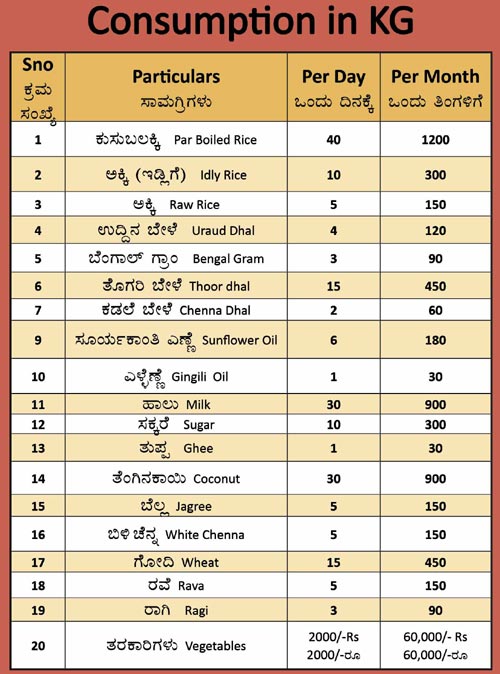 Consumption in KG
Sno Particulars Per Day Per Month
ಕ್ರಮ ಸಂಖ್ಯೆ ಸಾಮಗ್ರಿಗಳು ಒಂದು ದಿನಕ್ಕೆ ಒಂದು ತಿಂಗಳಿಗೆ
1 ಕುಸುಬಲಕ್ಕಿ Par Boiled Rice 40 1200
2 ಅಕ್ಕಿ (ಇಡ್ಲಿಗೆ) Idly Rice 10 300
3 ಅಕ್ಕಿ Raw Rice 5 150
4 ಉದ್ದಿನ ಬೇಳೆ Uraud Dhal 4 120
5 ಬೆಂಗಾಲ್ ಗ್ರಾಂ Bengal Gram 3 90
6 ತೊಗರಿ ಬೇಳೆ Thoor dhal 15 450
7 ಕಡಲೆ ಬೇಳೆ Chenna Dhal 2 60
9 ಸೂರ್ಯಕಾಂತಿ ಎಣ್ಣೆ Sunflower Oil 6 180
10 ಎಳ್ಳೆಣ್ಣೆ Gingili Oil 1 30
11 ಹಾಲು Milk 30 900
12 ಸಕ್ಕರೆ Sugar 10 300
13 ತುಪ್ಪ Ghee 1 30
14 ತೆಂಗಿನಕಾಯಿ Coconut 30 900
15 ಬೆಲ್ಲ Jagree 5 150
16 ಬಿಳಿ ಚೆನ್ನ White Chenna 5 150
17 ಗೋದಿ Wheat 15 450
18 ರವೆ Rava 5 150
19 ರಾಗಿ Ragi 3 90
20 ತರಕಾರಿಗಳು Vegetables 2000/-Rs 60,000/- Rs
2000/-ರೂ 60,000/-ರೂ